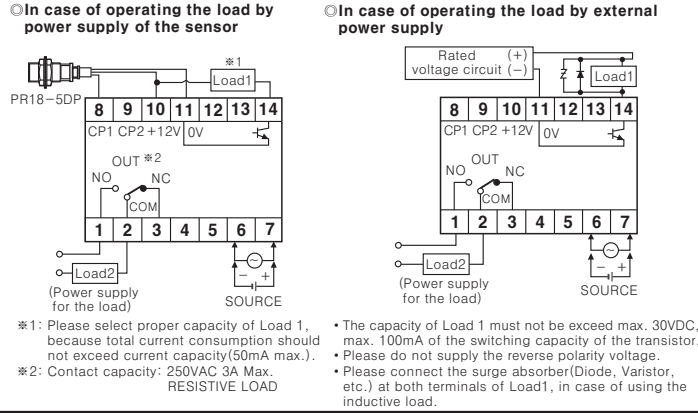 ◎In case of operating the load by
power supply of the sensor
※1
Load1
PR18-5DP
8 9 10 11 12 13 14
CP1 CP2 +12V 0V
OUT ※2
NO
NC
COM
1 2 3 4 5 6 7
Load2
(Power supply
for the load)
− +
SOURCE
※1: Please select proper capacity of Load 1,
because total current consumption should
not exceed current capacity(50mA max.).
※2: Contact capacity: 250VAC 3A Max.
RESISTIVE LOAD
◎In case of operating the load by external
power supply
Rated (+)
voltage circuit (−)
Load1
8 9 10 11 12 13 14
CP1 CP2 +12V 0V
OUT
NO
NC
COM
1 2 3 4 5 6 7
Load2
(Power supply
for the load)
− +
SOURCE
• The capacity of Load 1 must not be exceed max. 30VDC,
max. 100mA of the switching capacity of the transistor.
• Please do not supply the reverse polarity voltage.
• Please connect the surge absorber(Diode, Varistor,
etc.) at both terminals of Load1, in case of using the
inductive load.